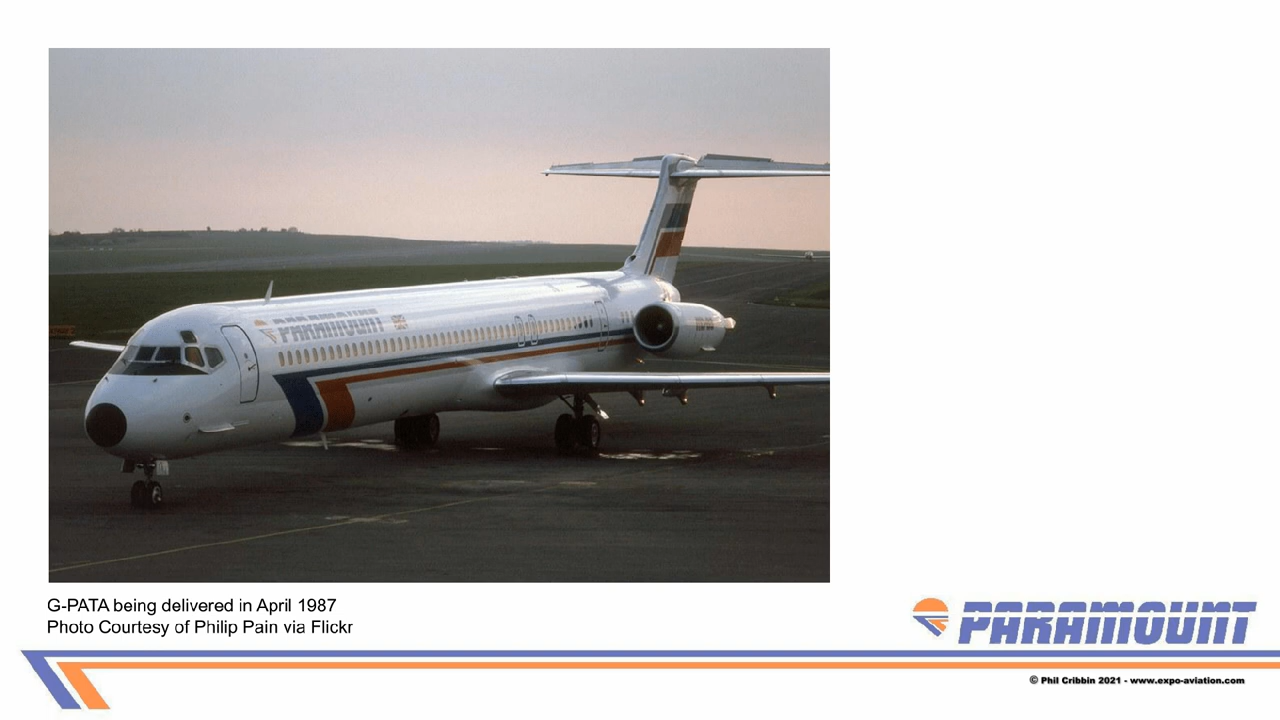 PARAMOUNT
G-PATA being delivered in April 1987
Photo Courtesy of Philip Pain via Flickr
PARAMOUNT
© Phil Cribbin 2021 - www.expo-aviation.com